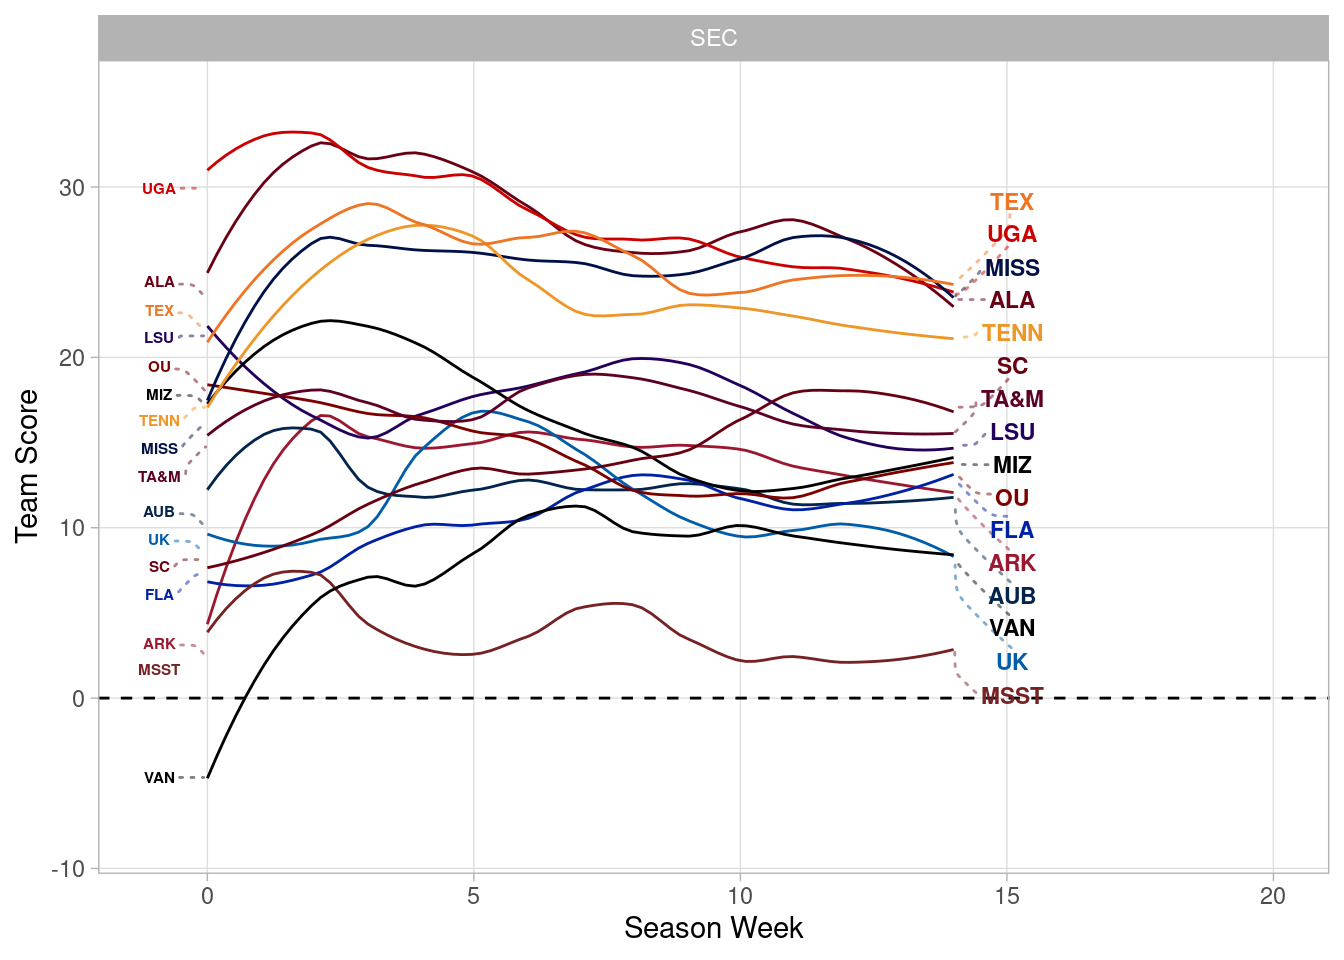 SEC
Team Score
30
20
10
0
-10
UGA
ALA
TEX
LSU
OU
MIZ
TENN
MISS
TA&M
AUB
UK
SC
FLA
ARK
MSST
VAN
TEX
UGA
MISS
ALA
TENN
SC
TA&M
LSU
MIZ
OU
FLA
ARK
AUB
VAN
UK
MSST
0 5 10 15 20
Season Week